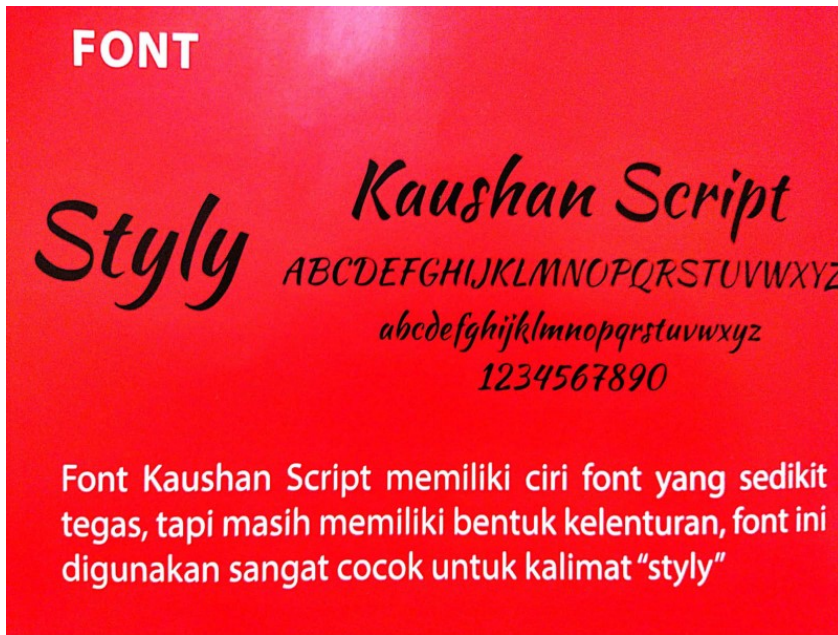 FONT
Styly
Kaushan Script
ABCDEFGHIJKLMNOPQRSTUVWXYZ
abcdefghijklmnopqrstuvwxyz
1234567890
Font Kaushan Script memiliki ciri font yang sedikit
tegas, tapi masih memiliki bentuk kelenturan, font ini
digunakan sangat cocok untuk kalimat “styly”